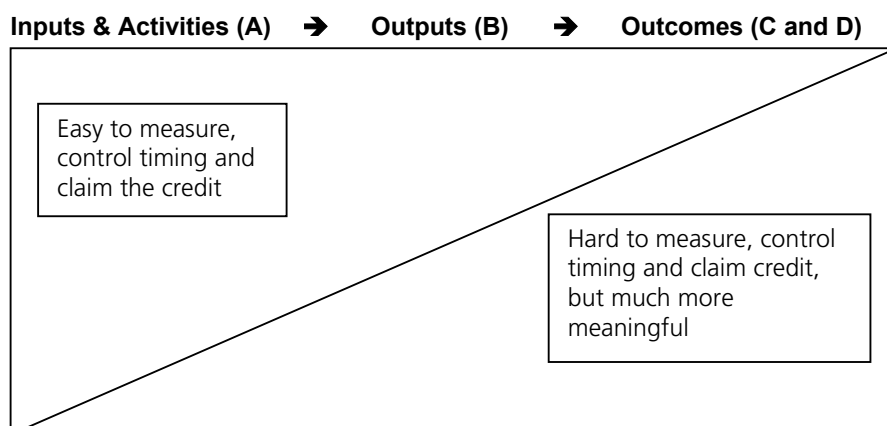 Inputs & Activities (A) ➔ Outputs (B) ➔ Outcomes (C and D)
Easy to measure,
control timing and
claim the credit
Hard to measure, control
timing and claim credit,
but much more
meaningful